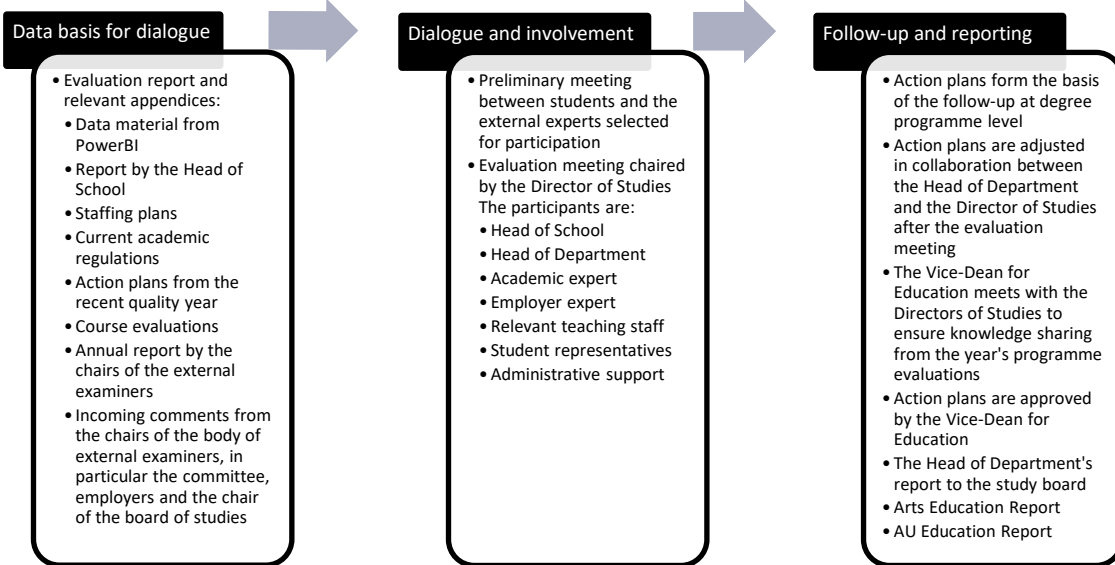 Data basis for dialogue
• Evaluation report and
relevant appendices:
• Data material from
PowerBI
• Report by the Head of
School
• Staffing plans
• Current academic
regulations
• Action plans from the
recent quality year
• Course evaluations
• Annual report by the
chairs of the external
examiners
• Incoming comments from
the chairs of the body of
external examiners, in
particular the committee,
employers and the chair
of the board of studies
Dialogue and involvement
• Preliminary meeting
between students and the
external experts selected
for participation
• Evaluation meeting chaired
by the Director of Studies
The participants are:
• Head of School
• Head of Department
• Academic expert
• Employer expert
• Relevant teaching staff
• Student representatives
• Administrative support
Follow-up and reporting
• Action plans form the basis
of the follow-up at degree
programme level
• Action plans are adjusted
in collaboration between
the Head of Department
and the Director of Studies
after the evaluation
meeting
• The Vice-Dean for
Education meets with the
Directors of Studies to
ensure knowledge sharing
from the year's programme
evaluations
• Action plans are approved
by the Vice-Dean for
Education
• The Head of Department's
report to the study board
• Arts Education Report
• AU Education Report